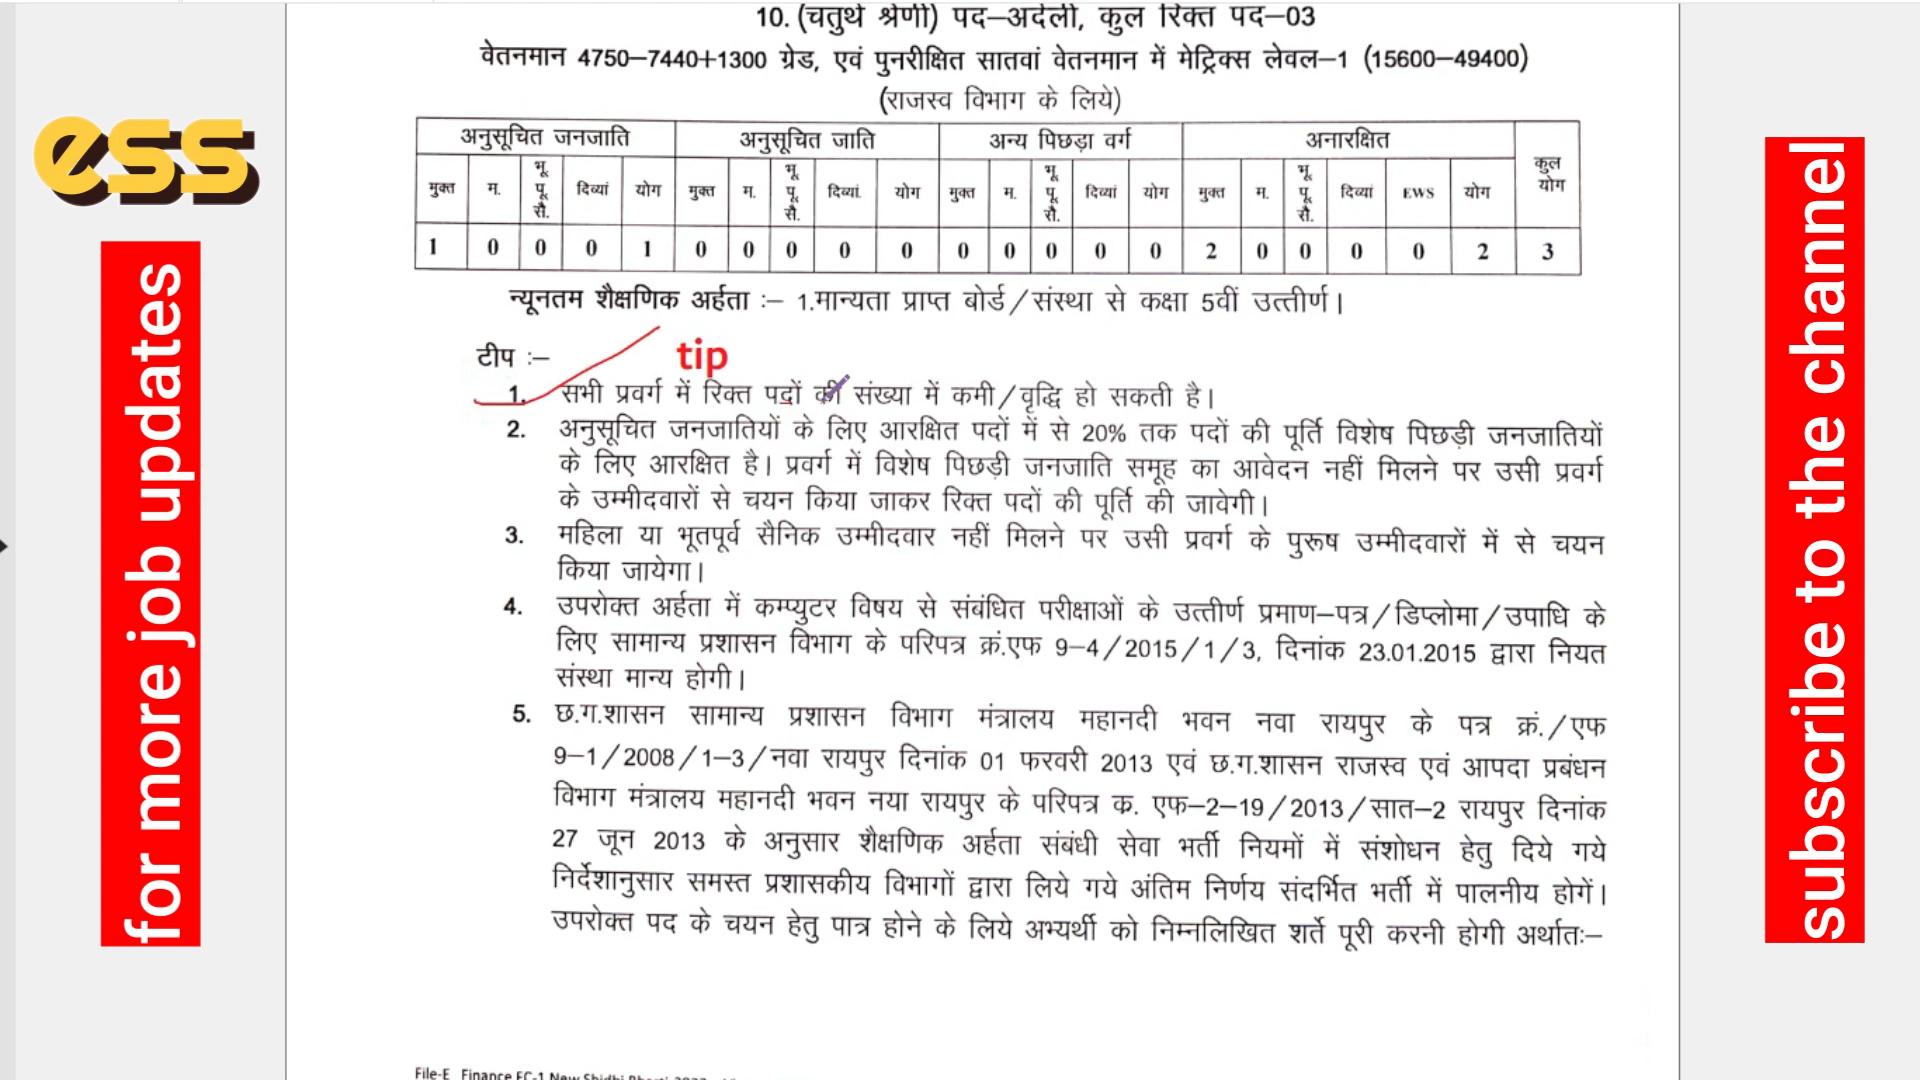 10. (चतुर्थ श्रेणी) पद–अर्दली, कुल रिक्त पद–03
वेतनमान 4750–7440+1300 ग्रेड, एवं पुनरीक्षित सातवां वेतनमान में मेट्रिक्स लेवल–1 (15600–49400)
(राजस्व विभाग के लिये)
अनुसूचित जनजाति अनुसूचित जाति अन्य पिछड़ा वर्ग अनारक्षित कुल योग
मुक्त म. भू. पू. सै. दिव्यां योग मुक्त म. भू. पू. सै. दिव्यां. योग मुक्त म. भू. पू. सै. दिव्यां योग मुक्त म. भू. पू. सै. दिव्यां EWS योग
1 0 0 0 1 0 0 0 0 0 0 0 0 0 0 2 0 0 0 0 2 3
न्यूनतम शैक्षणिक अर्हता :– 1.मान्यता प्राप्त बोर्ड/संस्था से कक्षा 5वीं उत्तीर्ण।
टीप :– tip
1. सभी प्रवर्ग में रिक्त पदों की संख्या में कमी/वृद्धि हो सकती है।
2. अनुसूचित जनजातियों के लिए आरक्षित पदों में से 20% तक पदों की पूर्ति विशेष पिछड़ी जनजातियों
के लिए आरक्षित है। प्रवर्ग में विशेष पिछड़ी जनजाति समूह का आवेदन नहीं मिलने पर उसी प्रवर्ग
के उम्मीदवारों से चयन किया जाकर रिक्त पदों की पूर्ति की जावेगी।
3. महिला या भूतपूर्व सैनिक उम्मीदवार नहीं मिलने पर उसी प्रवर्ग के पुरूष उम्मीदवारों में से चयन
किया जायेगा।
4. उपरोक्त अर्हता में कम्प्युटर विषय से संबंधित परीक्षाओं के उत्तीर्ण प्रमाण–पत्र/डिप्लोमा/उपाधि के
लिए सामान्य प्रशासन विभाग के परिपत्र क्रं.एफ 9–4/2015/1/3, दिनांक 23.01.2015 द्वारा नियत
संस्था मान्य होगी।
5. छ.ग.शासन सामान्य प्रशासन विभाग मंत्रालय महानदी भवन नवा रायपुर के पत्र क्रं./एफ
9–1/2008/1–3/नवा रायपुर दिनांक 01 फरवरी 2013 एवं छ.ग.शासन राजस्व एवं आपदा प्रबंधन
विभाग मंत्रालय महानदी भवन नया रायपुर के परिपत्र क्र. एफ–2–19/2013/सात–2 रायपुर दिनांक
27 जून 2013 के अनुसार शैक्षणिक अर्हता संबंधी सेवा भर्ती नियमों में संशोधन हेतु दिये गये
निर्देशानुसार समस्त प्रशासकीय विभागों द्वारा लिये गये अंतिम निर्णय संदर्भित भर्ती में पालनीय होगें।
उपरोक्त पद के चयन हेतु पात्र होने के लिये अभ्यर्थी को निम्नलिखित शर्ते पूरी करनी होगी अर्थातः–
File-E Finance EC-1 New
ess
for more job updates
subscribe to the channel